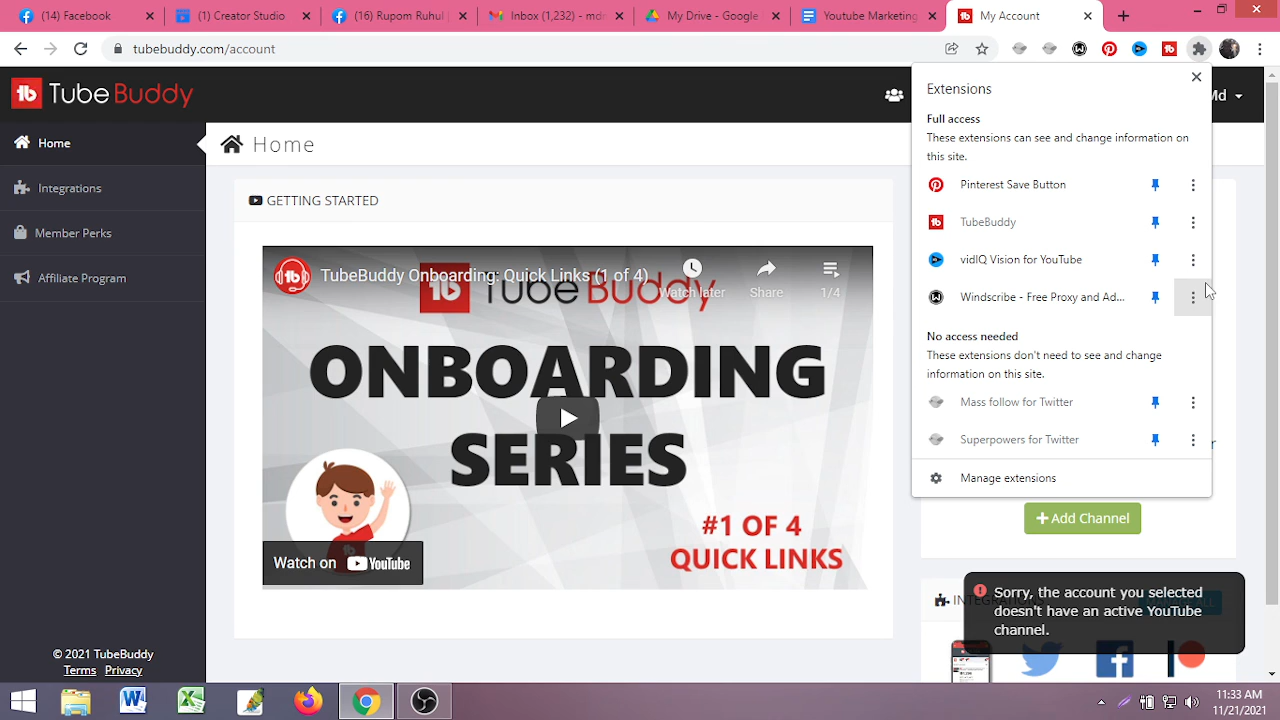 (14) Facebook
(1) Creator Studio
(16) Rupom Ruhul
Inbox (1,232) - mdr
My Drive - Google
Youtube Marketing
My Account
tubebuddy.com/account
TubeBuddy
Md
Home
Integrations
Member Perks
Affiliate Program
© 2021 TubeBuddy
Terms Privacy
Home
GETTING STARTED
TubeBuddy Onboarding: Quick Links (1 of 4)
Watch later
Share
1/4
TubeBuddy
ONBOARDING
SERIES
#1 OF 4
QUICK LINKS
Watch on YouTube
Extensions
Full access
These extensions can see and change information on
this site.
Pinterest Save Button
TubeBuddy
vidIQ Vision for YouTube
Windscribe - Free Proxy and Ad...
No access needed
These extensions don't need to see and change
information on this site.
Mass follow for Twitter
Superpowers for Twitter
Manage extensions
Add Channel
Sorry, the account you selected
doesn't have an active YouTube
channel.
11:33 AM
11/21/2021